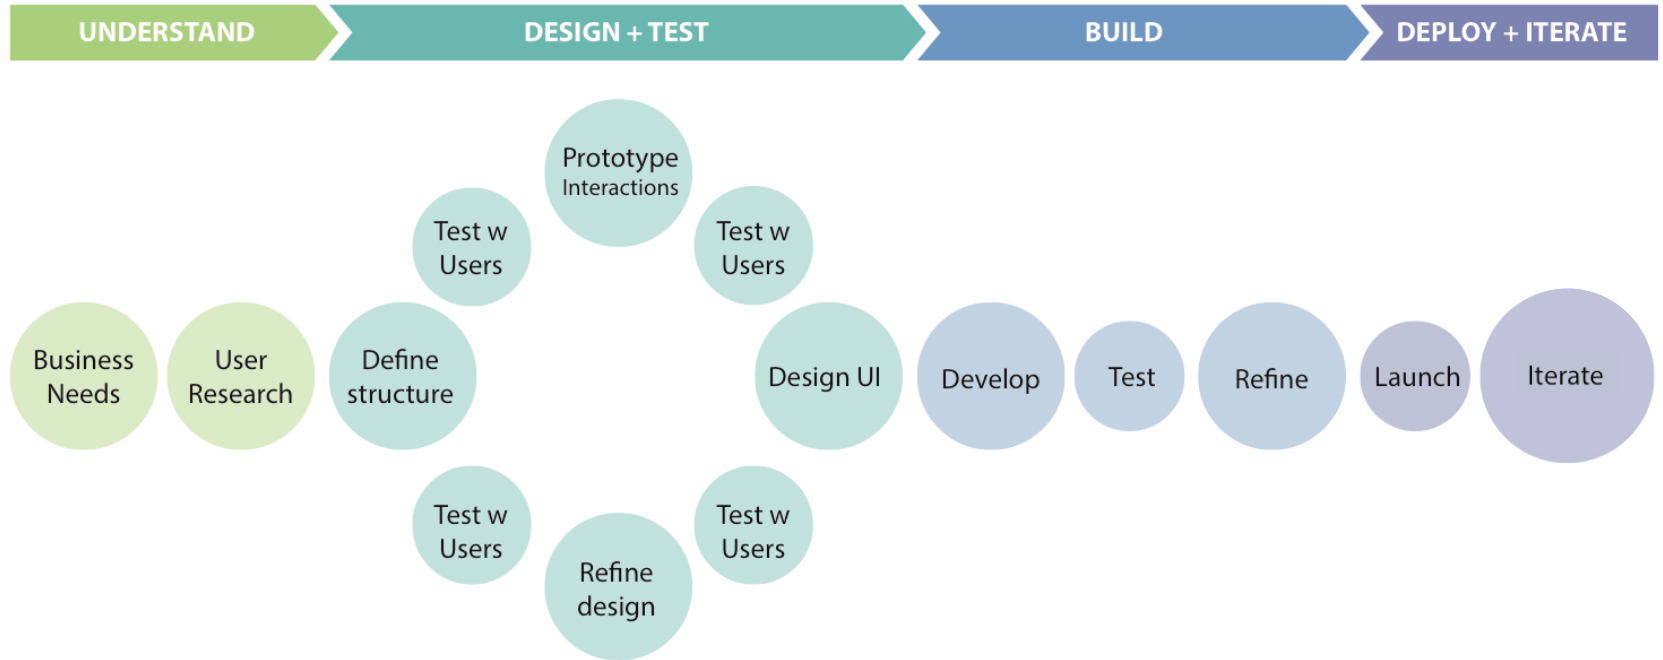 UNDERSTAND
DESIGN + TEST
BUILD
DEPLOY + ITERATE
Prototype
Interactions
Test w
Users
Test w
Users
Business
Needs
User
Research
Define
structure
Design UI
Develop
Test
Refine
Launch
Iterate
Test w
Users
Test w
Users
Refine
design